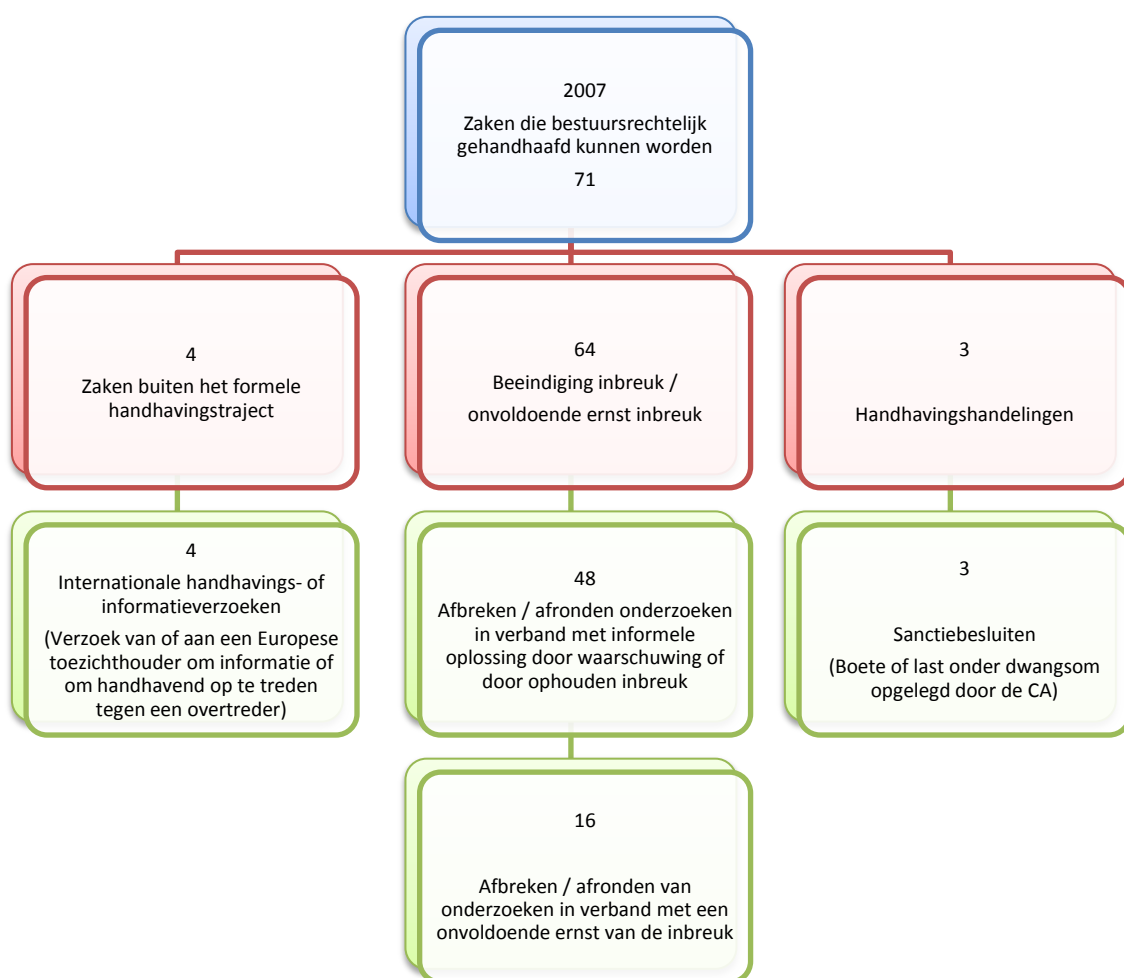 2007
Zaken die bestuursrechtelijk
gehandhaafd kunnen worden
71
4
Zaken buiten het formele
handhavingstraject
64
Beeindiging inbreuk /
onvoldoende ernst inbreuk
3
Handhavingshandelingen
4
Internationale handhavings- of
informatieverzoeken
(Verzoek van of aan een Europese
toezichthouder om informatie of
om handhavend op te treden
tegen een overtreder)
48
Afbreken / afronden onderzoeken
in verband met informele
oplossing door waarschuwing of
door ophouden inbreuk
3
Sanctiebesluiten
(Boete of last onder dwangsom
opgelegd door de CA)
16
Afbreken / afronden van
onderzoeken in verband met een
onvoldoende ernst van de inbreuk